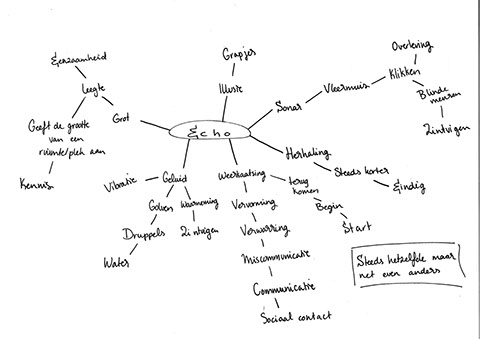 Grapjes
Overleving
Eenzaamheid
Klikken
Leegte
Illusie
Vleermuis
Blinde
mensen
Sonar
Zintuigen
Grot
Echo
Geeft de grootte
van een
ruimte/plek aan
Herhaling
Steeds korter
Eindig
Kennis
Vibratie
Geluid
Weerkaatsing
terug
komen
Golven
Waarneming
Vervorming
Begin
Druppels
Zintuigen
Verwarring
Start
Water
Miscommunicatie
Steeds hetzelfde maar
net even anders
Communicatie
Sociaal contact